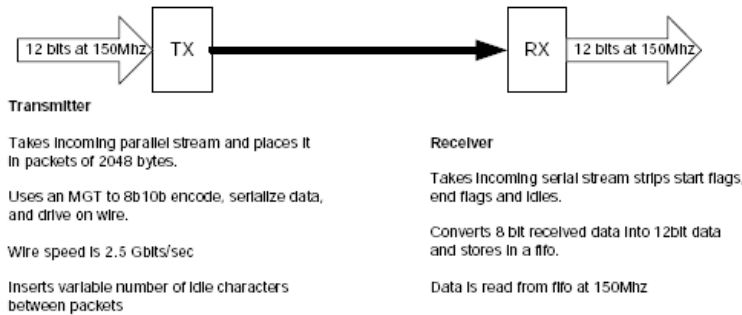 12 bits at 150Mhz
TX
RX
12 bits at 150Mhz
Transmitter
Takes incoming parallel stream and places it
in packets of 2048 bytes.
Uses an MGT to 8b10b encode, serialize data,
and drive on wire.
Wire speed is 2.5 Gbits/sec
Inserts variable number of idle characters
between packets
Receiver
Takes incoming serial stream strips start flags,
end flags and idles.
Converts 8 bit received data into 12bit data
and stores in a fifo.
Data is read from fifo at 150Mhz